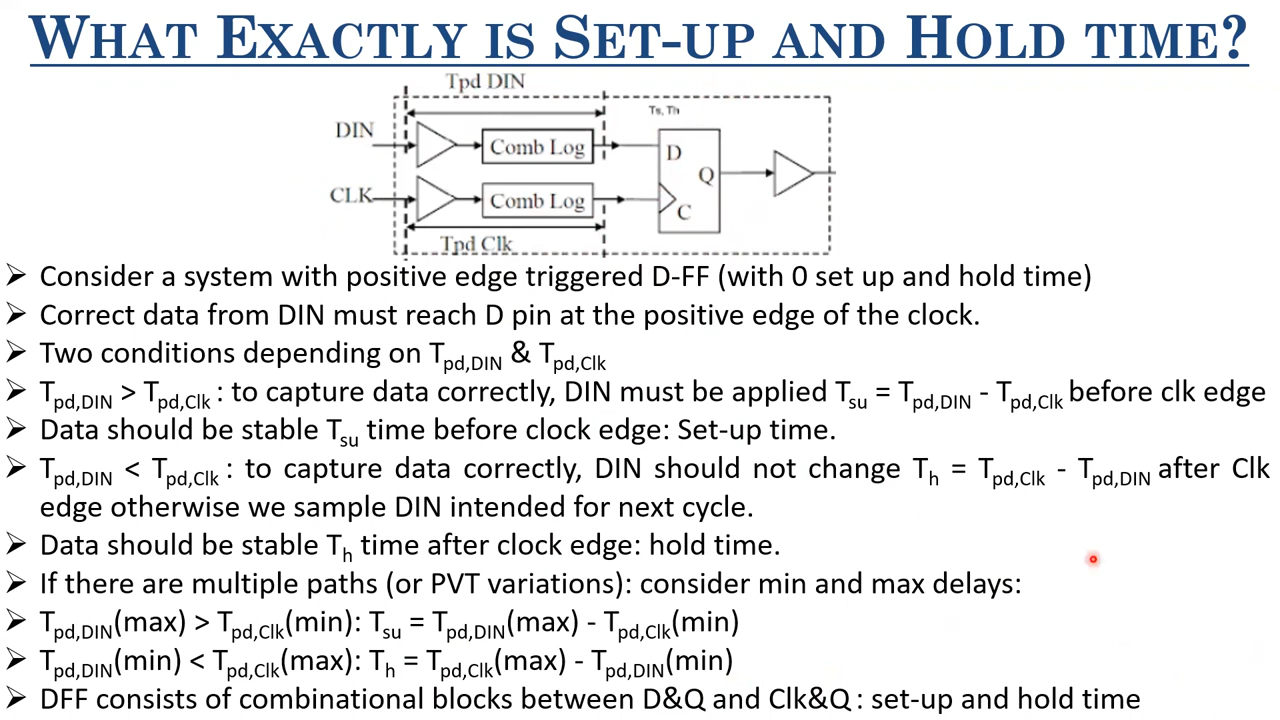 WHAT EXACTLY IS SET-UP AND HOLD TIME?
Tpd DIN
Ts, Th
DIN
Comb Log
D
Q
CLK
Comb Log
C
Tpd Clk
➢ Consider a system with positive edge triggered D-FF (with 0 set up and hold time)
➢ Correct data from DIN must reach D pin at the positive edge of the clock.
➢ Two conditions depending on Tpd,DIN & Tpd,Clk
➢ Tpd,DIN > Tpd,Clk : to capture data correctly, DIN must be applied Tsu = Tpd,DIN - Tpd,Clk before clk edge
➢ Data should be stable Tsu time before clock edge: Set-up time.
➢ Tpd,DIN < Tpd,Clk : to capture data correctly, DIN should not change Th = Tpd,Clk - Tpd,DIN after Clk
edge otherwise we sample DIN intended for next cycle.
➢ Data should be stable Th time after clock edge: hold time.
➢ If there are multiple paths (or PVT variations): consider min and max delays:
➢ Tpd,DIN(max) > Tpd,Clk(min): Tsu = Tpd,DIN(max) - Tpd,Clk(min)
➢ Tpd,DIN(min) < Tpd,Clk(max): Th = Tpd,Clk(max) - Tpd,DIN(min)
➢ DFF consists of combinational blocks between D&Q and Clk&Q : set-up and hold time